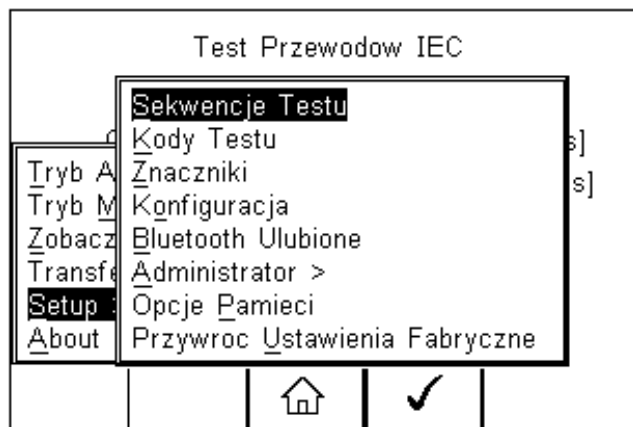 Test Przewodow IEC
Sekwencje Testu
Kody Testu
Znaczniki
Konfiguracja
Bluetooth Ulubione
Administrator >
Opcje Pamieci
Przywroc Ustawienia Fabryczne
s]
s]
Tryb A
Tryb M
Zobacz
Transfe
Setup
About